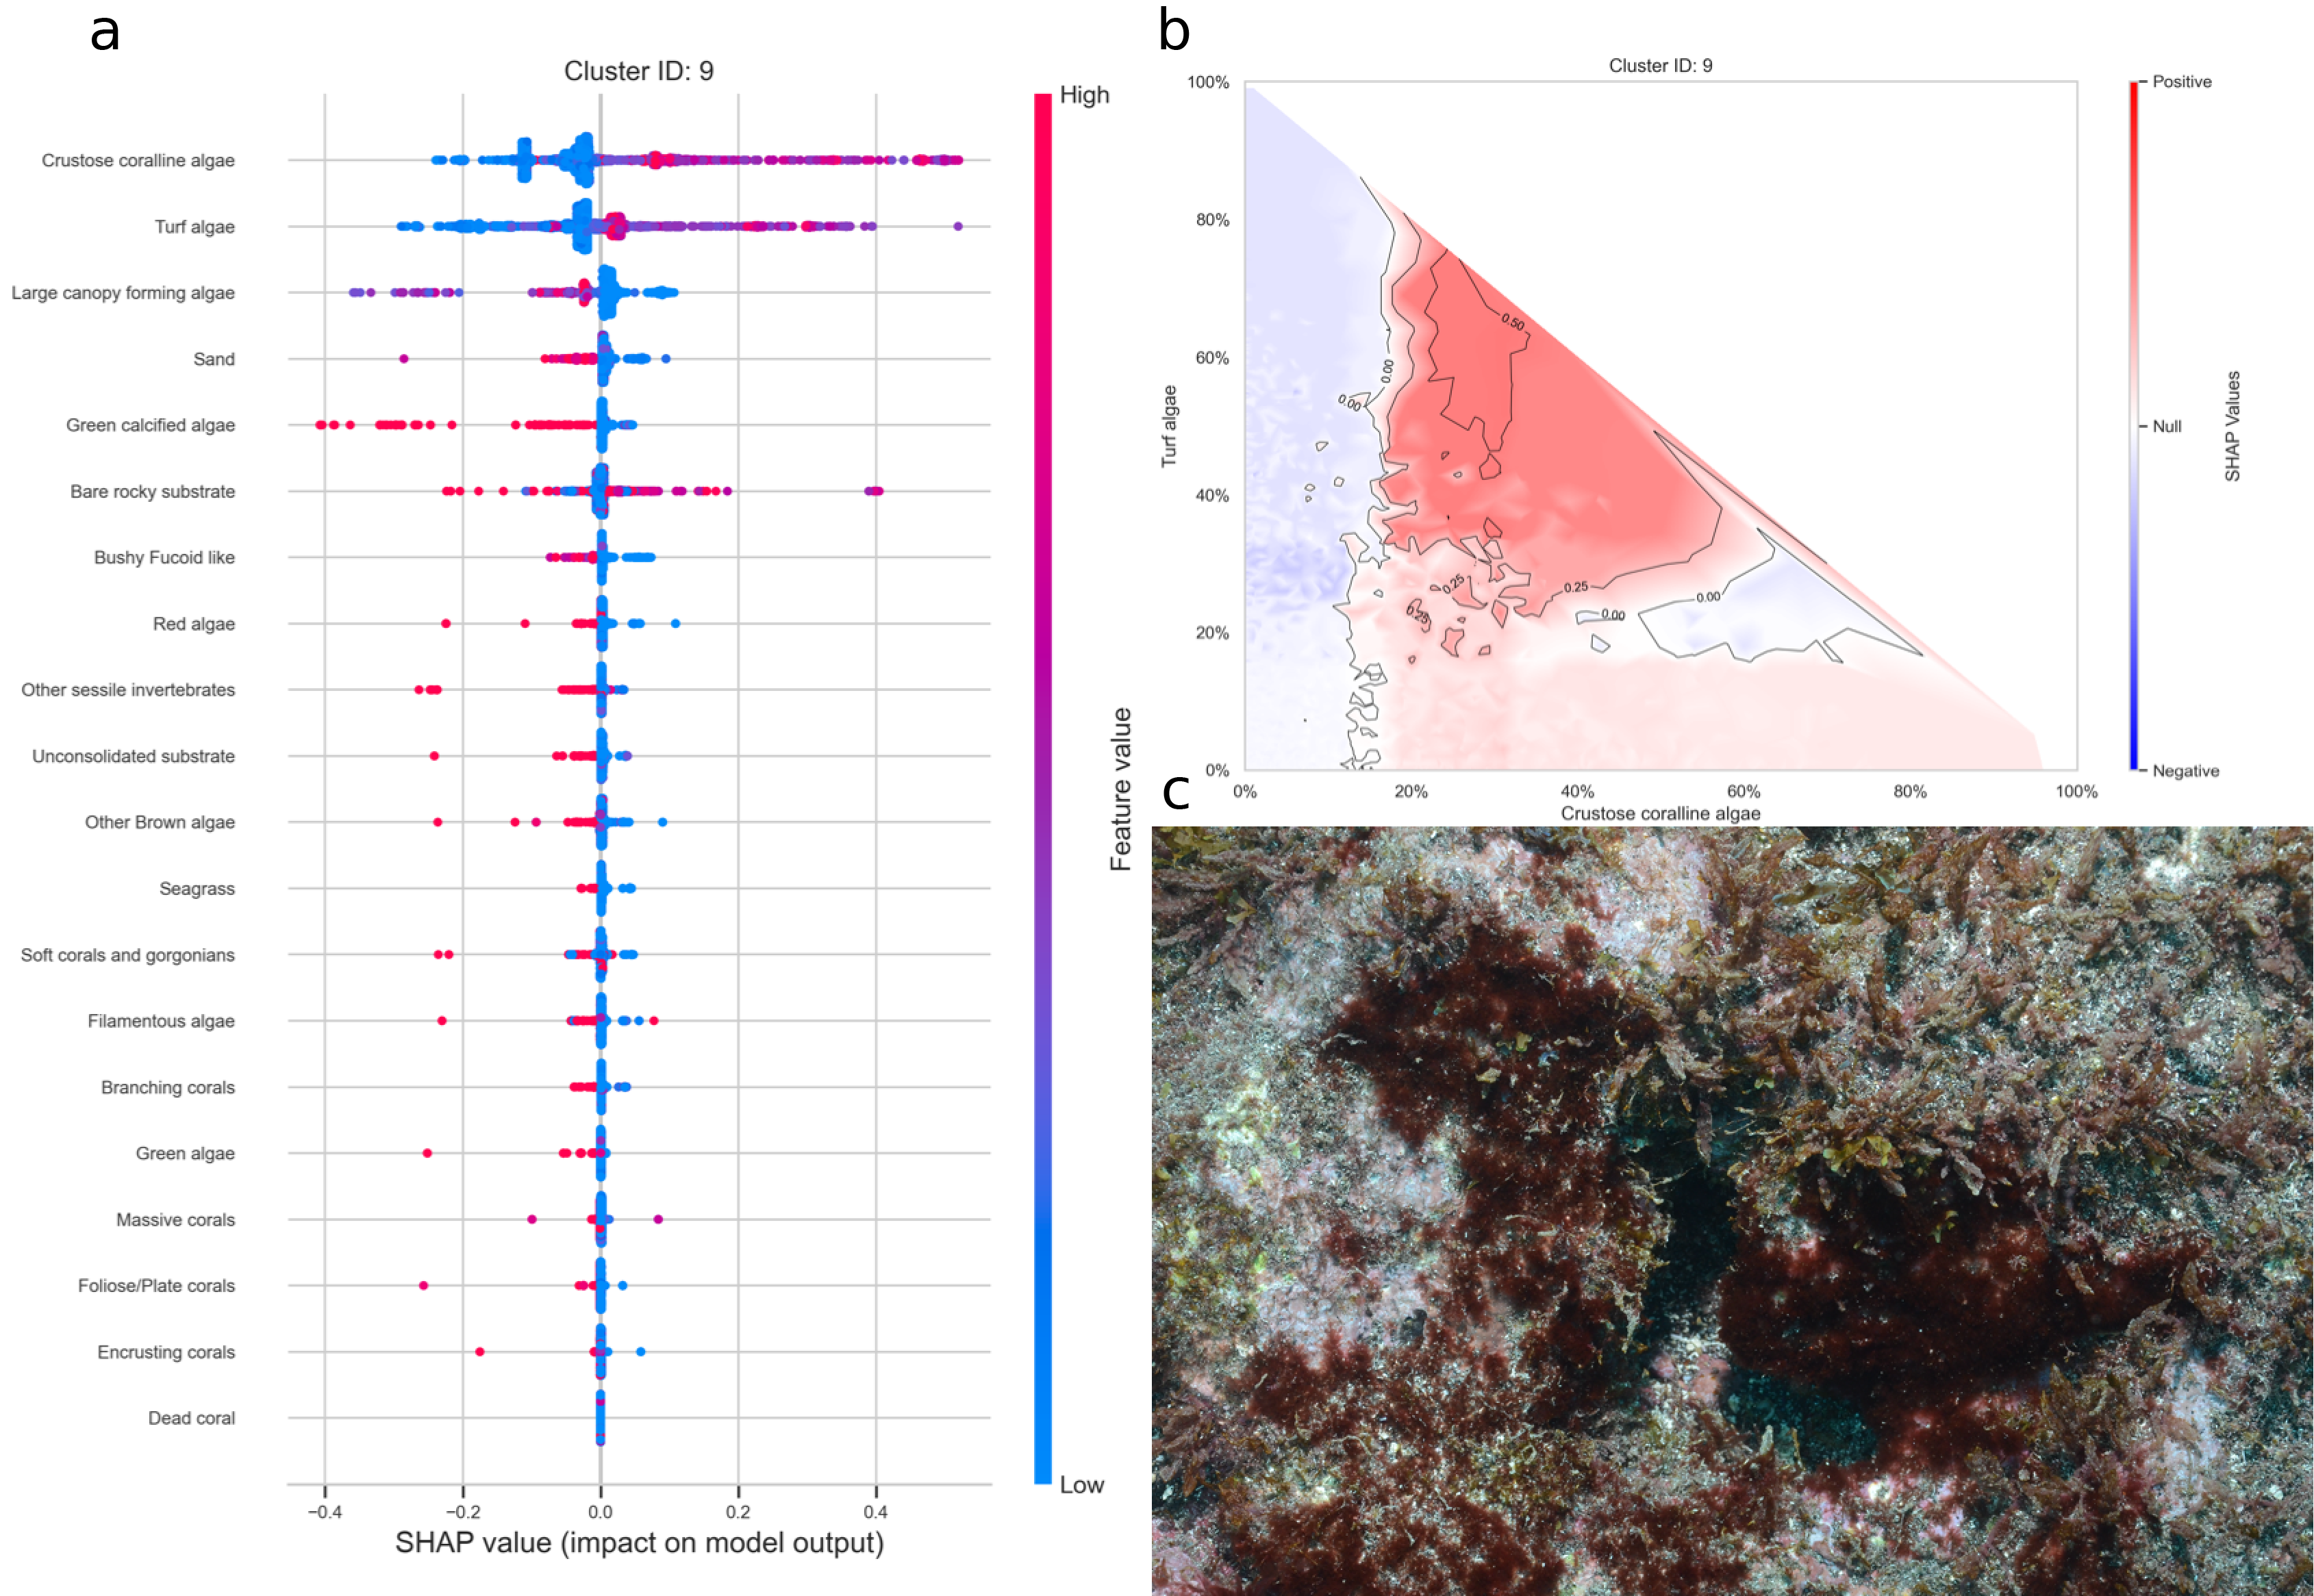 a
Cluster ID: 9
High
Crustose coralline algae
Turf algae
Large canopy forming algae
Sand
Green calcified algae
Bare rocky substrate
Bushy Fucoid like
Red algae
Other sessile invertebrates
Unconsolidated substrate
Other Brown algae
Seagrass
Soft corals and gorgonians
Filamentous algae
Branching corals
Green algae
Massive corals
Foliose/Plate corals
Encrusting corals
Dead coral
Feature value
Low
−0.4 −0.2 0.0 0.2 0.4
SHAP value (impact on model output)
b
Cluster ID: 9
100%
80%
60%
40%
20%
0%
Turf algae
0.50
0.00
0.00
0.25
0.25
0.25
0.00
0.00
0% 20% 40% 60% 80% 100%
Crustose coralline algae
Positive
Null
Negative
SHAP Values
c